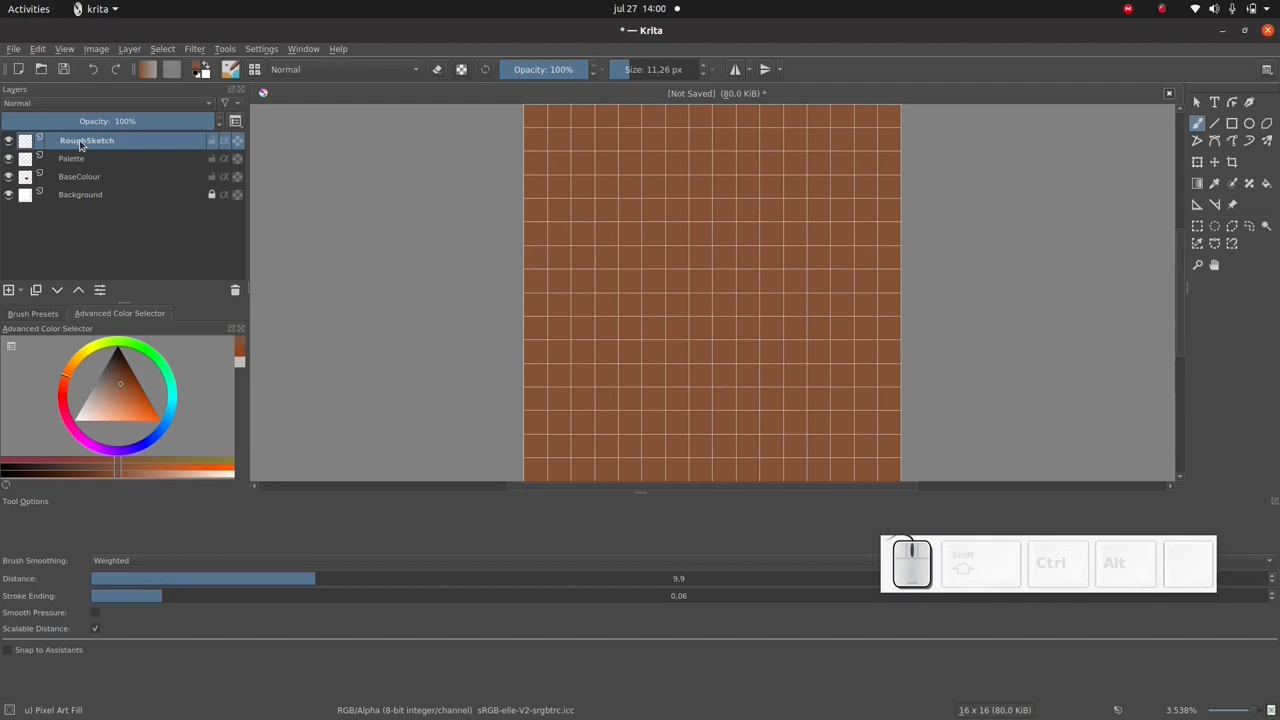 Activities krita jul 27 14:00
* — Krita
File Edit View Image Layer Select Filter Tools Settings Window Help
Normal Opacity: 100% Size: 11,26 px
Layers
[Not Saved] (80,0 KiB) *
Normal
Opacity: 100%
RoughSketch
Palette
BaseColour
Background
Brush Presets Advanced Color Selector
Advanced Color Selector
Tool Options
Brush Smoothing: Weighted
Shift Ctrl Alt
Distance: 9,9
Stroke Ending: 0,06
Smooth Pressure:
Scalable Distance:
Snap to Assistants
u) Pixel Art Fill RGB/Alpha (8-bit integer/channel) sRGB-elle-V2-srgbtrc.icc 16 x 16 (80,0 KiB) 3.538%